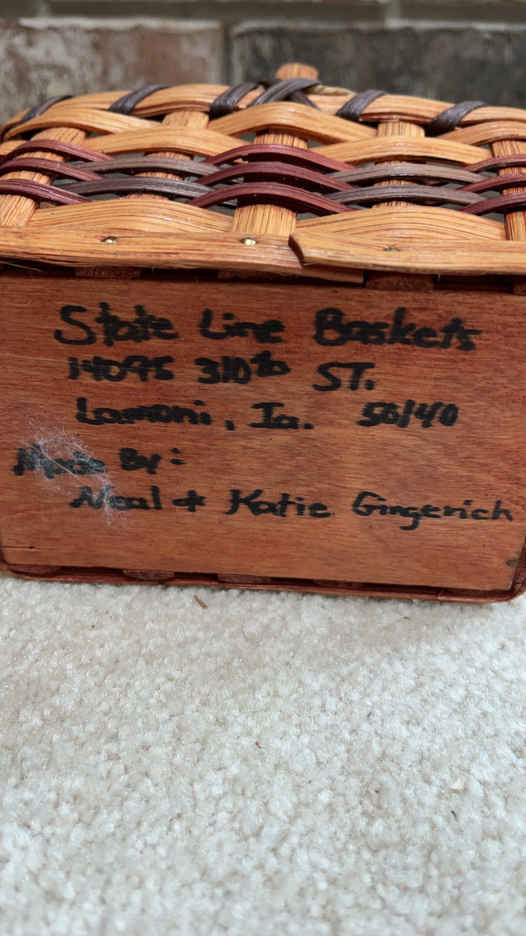 State Line Baskets
14095 310th ST.
Lamoni, Ia. 50140
Made By:
Neal & Katie Gingerich